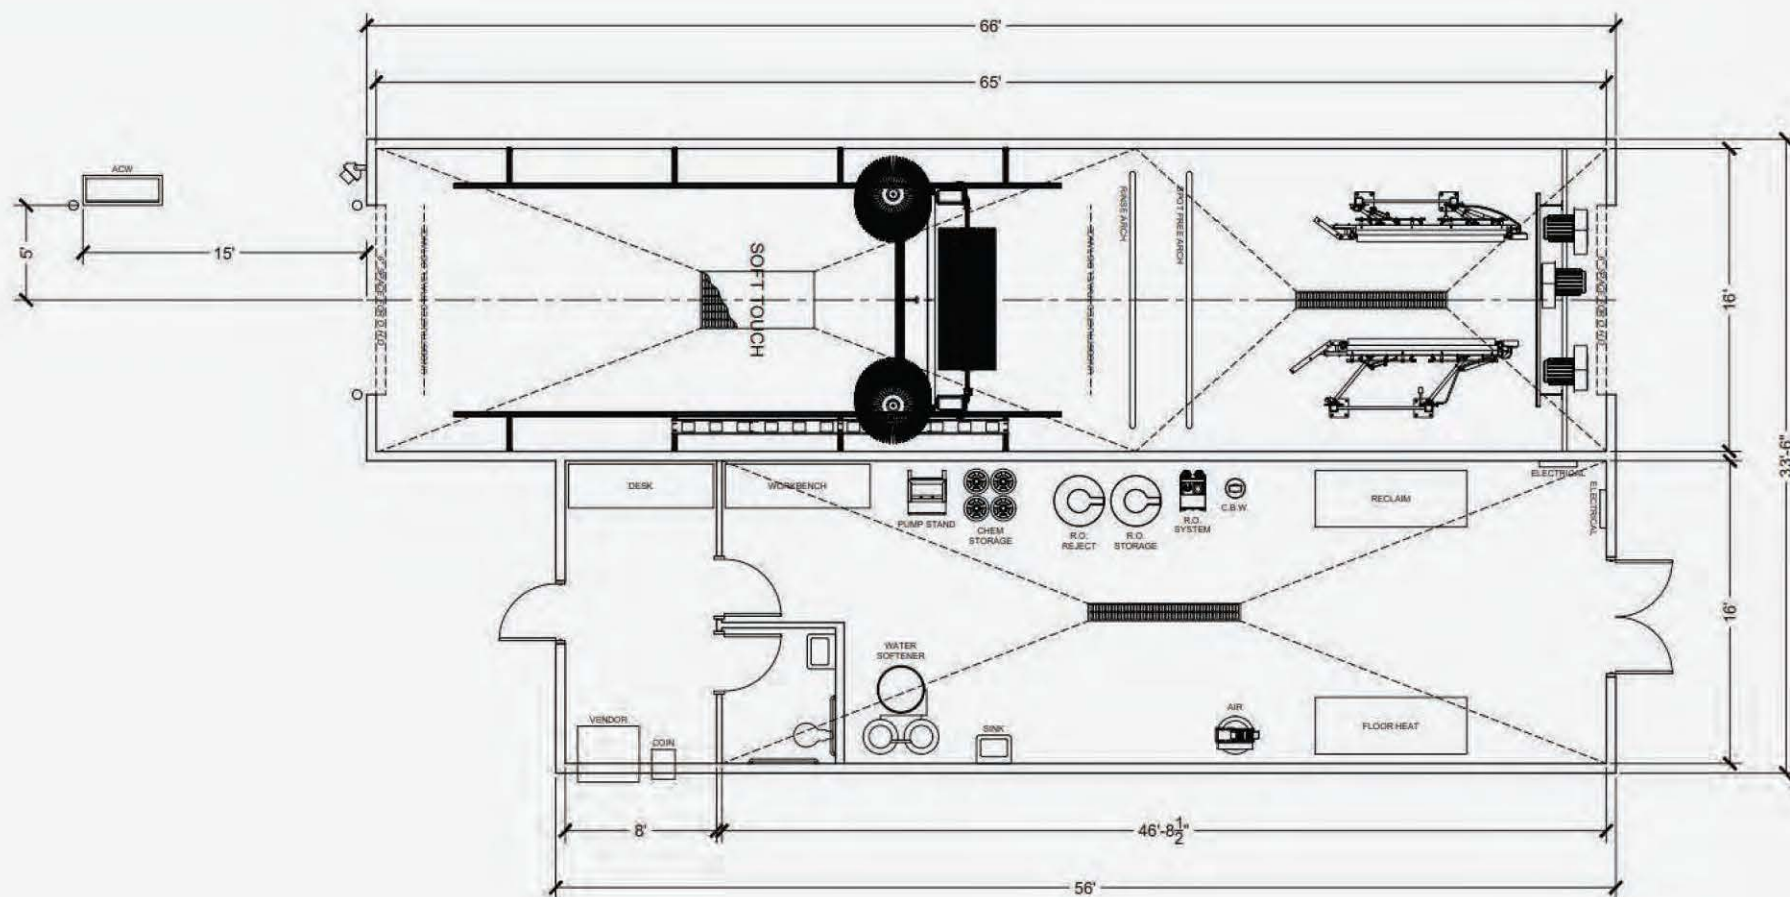 66'
65'
ACW
5'
15'
SOFT TOUCH
RINSE ARCH
SPOT FREE ARCH
16'
33'-6"
DESK
WORKBENCH
PUMP STAND
CHEM
STORAGE
R.O.
REJECT
R.O.
STORAGE
R.O.
SYSTEM
C.B.W.
RECLAIM
ELECTRICAL
ELECTRICAL
16'
WATER
SOFTENER
VENDOR
COIN
SINK
AIR
FLOOR HEAT
8'
46'-8½"
56'